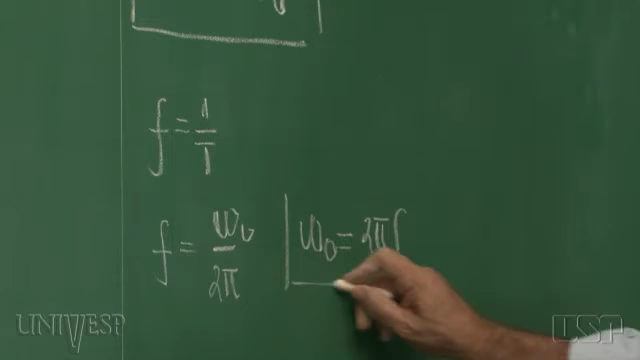 f = 1/T
f = ω₀/2π | ω₀ = 2πf
UNIVESP USP